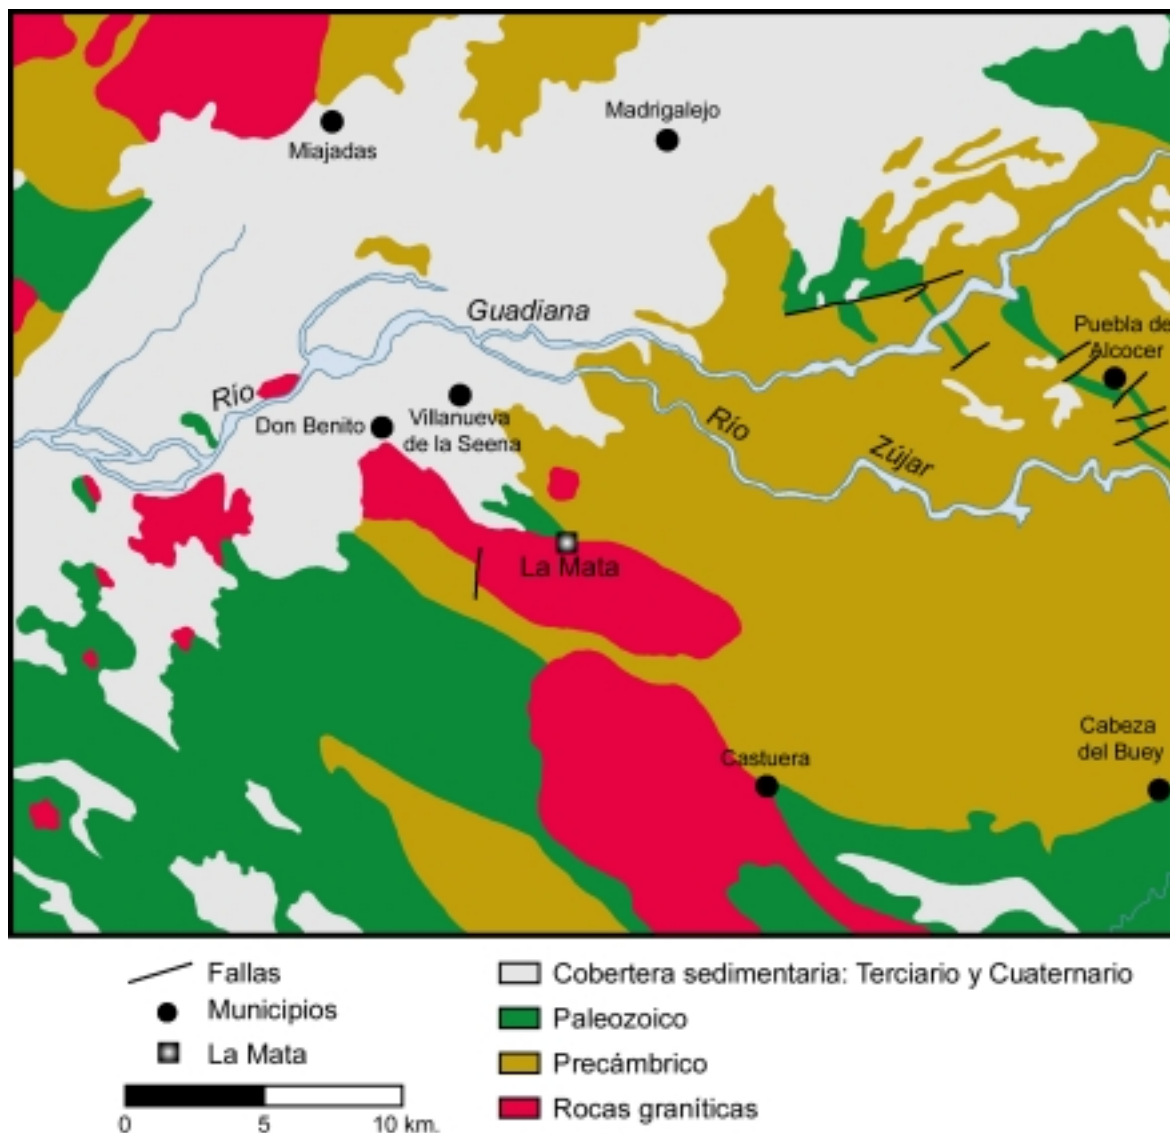 Madrigalejo
Miajadas
Guadiana
Puebla de
Alcocer
Río
Villanueva
de la Seena
Don Benito
Río
Zújar
La Mata
Cabeza
del Buey
Castuera
Fallas
Municipios
La Mata
0 5 10 km.
Cobertera sedimentaria: Terciario y Cuaternario
Paleozoico
Precámbrico
Rocas graníticas